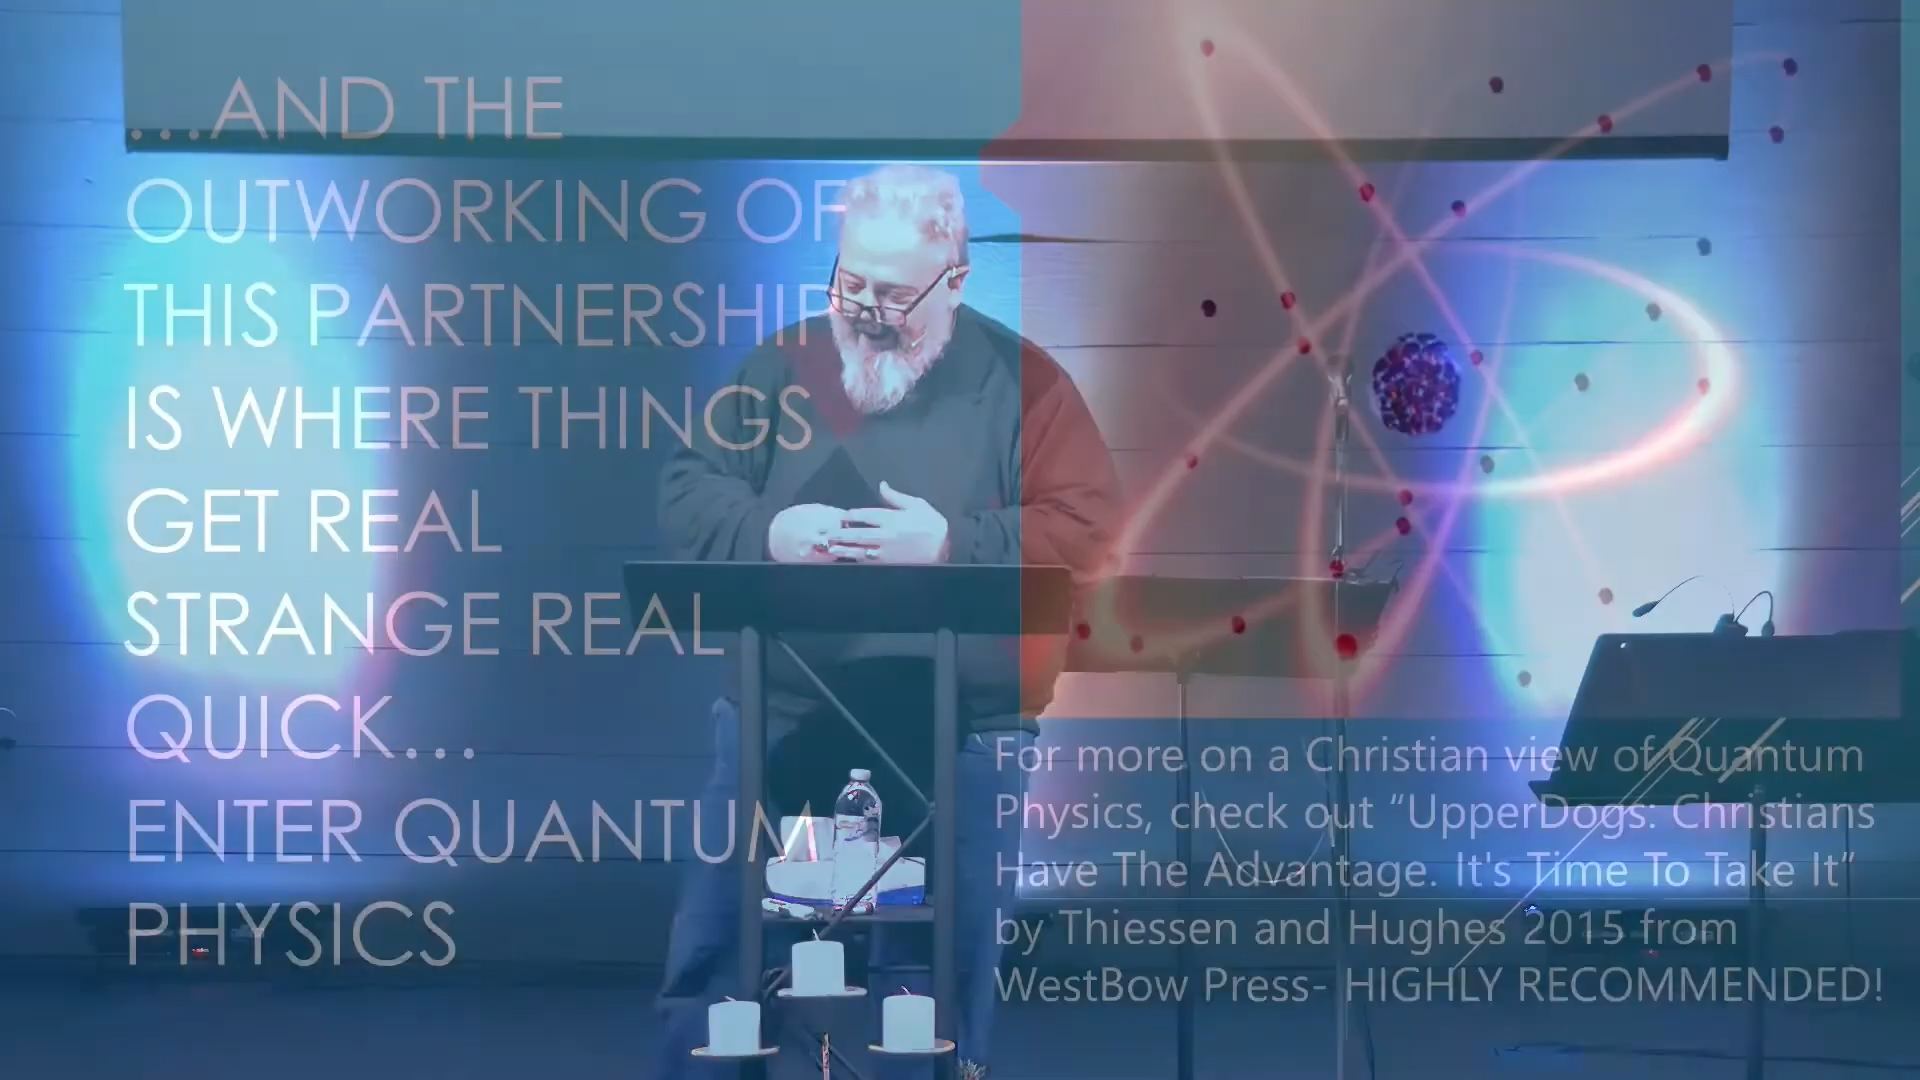 ...AND THE
OUTWORKING OF
THIS PARTNERSHIP
IS WHERE THINGS
GET REAL
STRANGE REAL
QUICK...
ENTER QUANTUM
PHYSICS
For more on a Christian view of Quantum
Physics, check out “UpperDogs: Christians
Have The Advantage. It's Time To Take It”
by Thiessen and Hughes 2015 from
WestBow Press- HIGHLY RECOMMENDED!